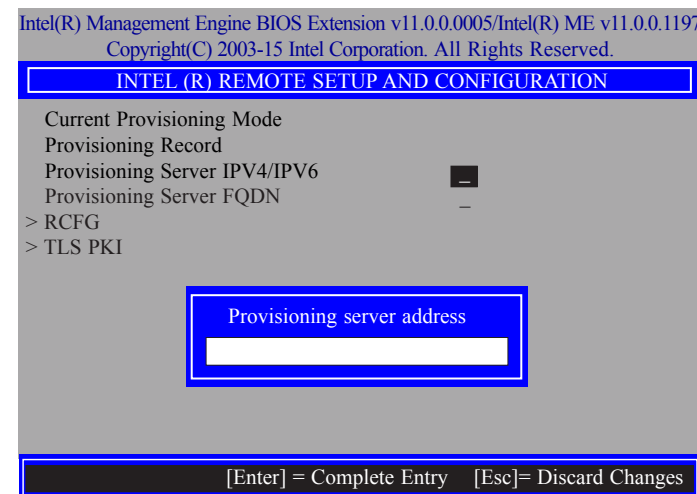 Intel(R) Management Engine BIOS Extension v11.0.0.0005/Intel(R) ME v11.0.0.1197
Copyright(C) 2003-15 Intel Corporation. All Rights Reserved.
INTEL (R) REMOTE SETUP AND CONFIGURATION
Current Provisioning Mode
Provisioning Record
Provisioning Server IPV4/IPV6 _
Provisioning Server FQDN _
> RCFG
> TLS PKI
Provisioning server address
[Enter] = Complete Entry [Esc]= Discard Changes